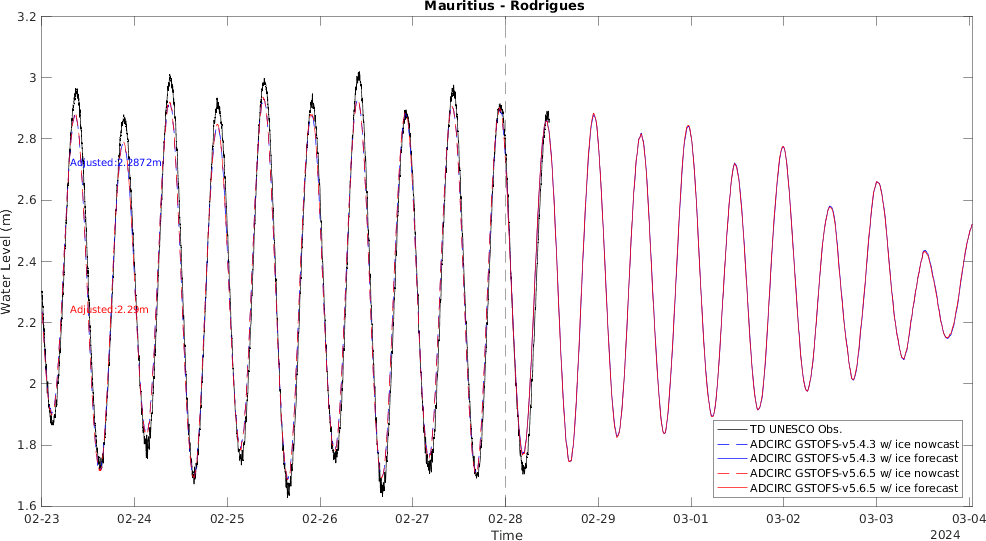 Mauritius - Rodrigues
3.2
3
2.8
2.6
2.4
2.2
2
1.8
1.6
Water Level (m)
Adjusted:2.2872m
Adjusted:2.29m
TD UNESCO Obs.
ADCIRC GSTOFS-v5.4.3 w/ ice nowcast
ADCIRC GSTOFS-v5.4.3 w/ ice forecast
ADCIRC GSTOFS-v5.6.5 w/ ice nowcast
ADCIRC GSTOFS-v5.6.5 w/ ice forecast
02-23 02-24 02-25 02-26 02-27 02-28 02-29 03-01 03-02 03-03 03-04
Time
2024